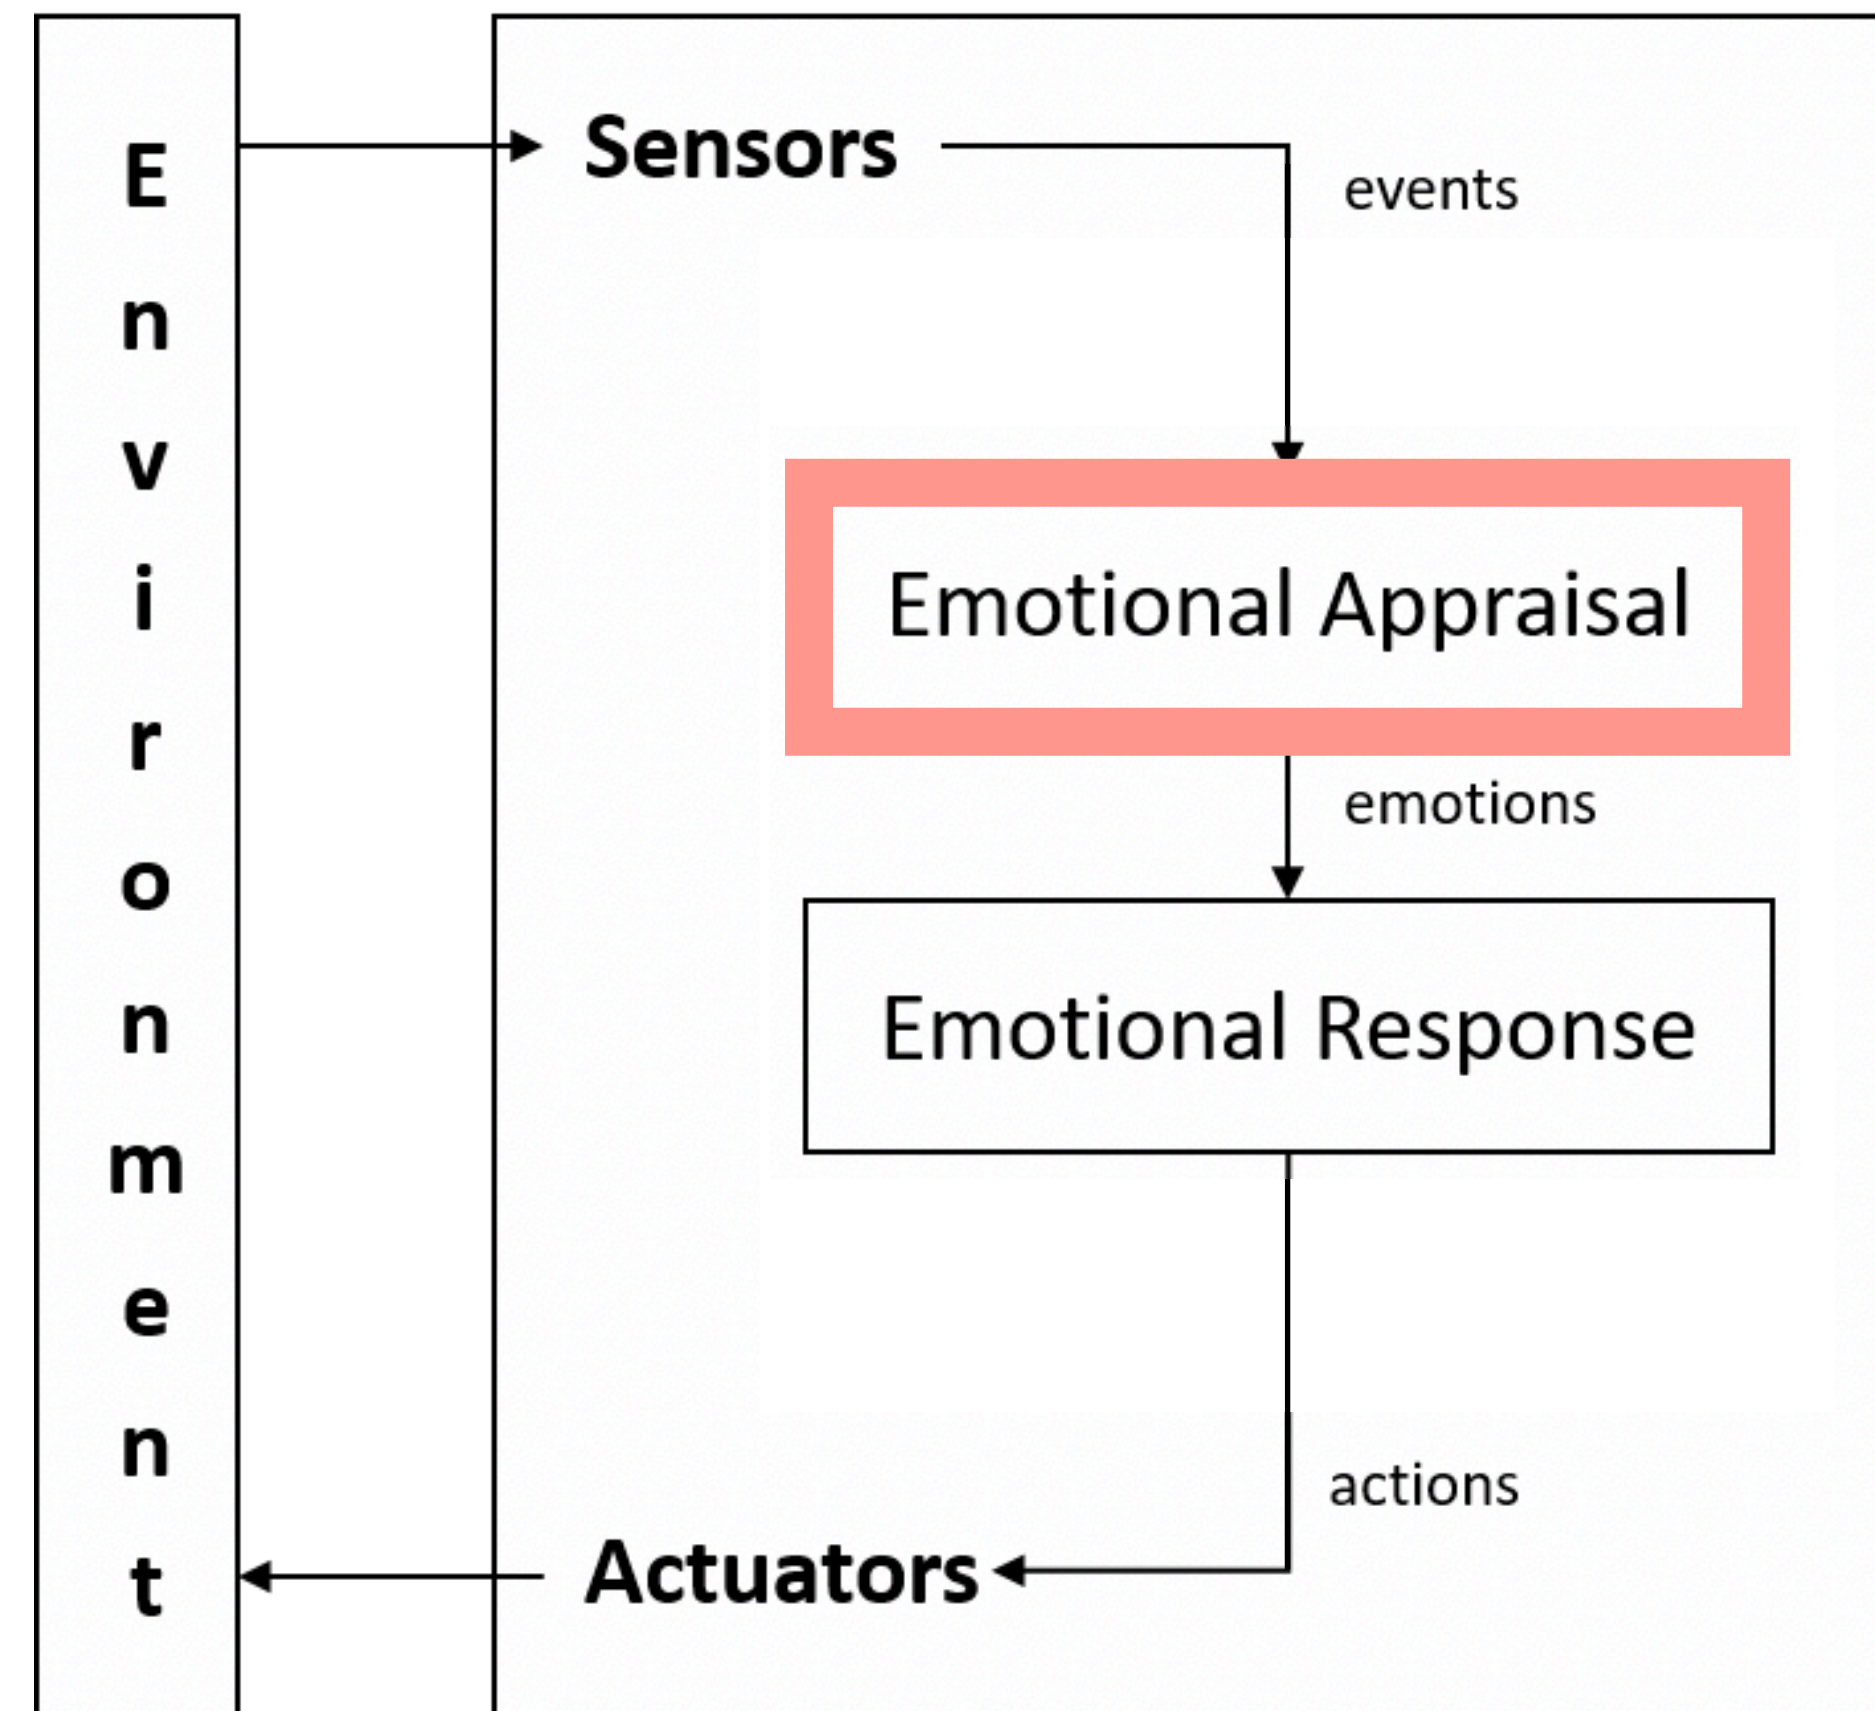 Environment
Sensors
events
Emotional Appraisal
emotions
Emotional Response
actions
Actuators